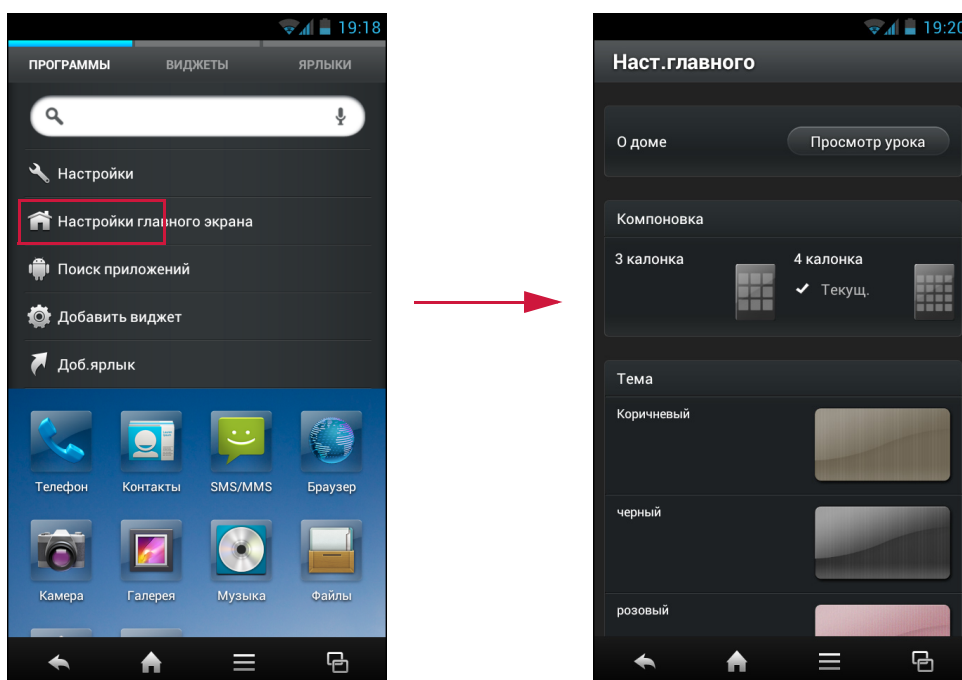 19:18
ПРОГРАММЫ ВИДЖЕТЫ ЯРЛЫКИ
Настройки
Настройки главного экрана
Поиск приложений
Добавить виджет
Доб.ярлык
Телефон Контакты SMS/MMS Браузер
Камера Галерея Музыка Файлы
19:20
Наст.главного
О доме Просмотр урока
Компоновка
3 калонка 4 калонка
Текущ.
Тема
Коричневый
черный
розовый